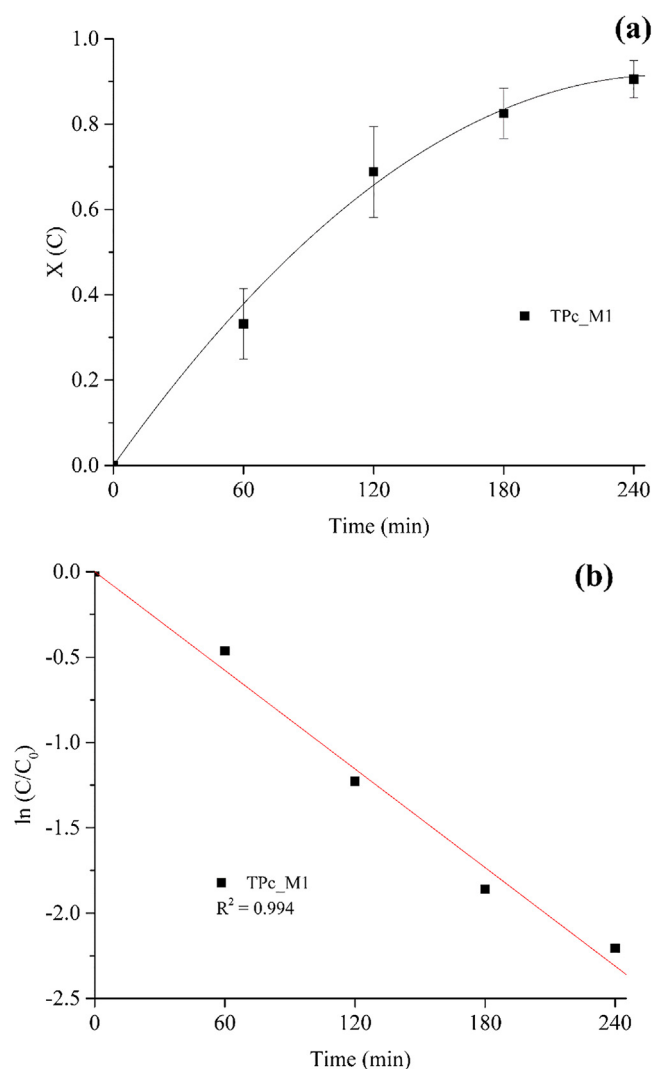 (a)
1.0
0.8
0.6
0.4
0.2
0.0
X (C)
TPc_M1
0 60 120 180 240
Time (min)
(b)
0.0
-0.5
-1.0
-1.5
-2.0
-2.5
ln (C/C₀)
TPc_M1
R² = 0.994
0 60 120 180 240
Time (min)